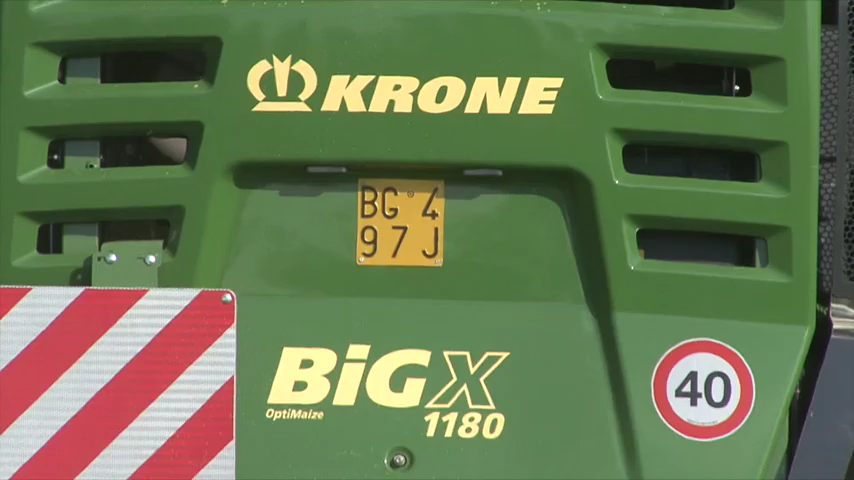 KRONE
BG 4
97 J
BiG X
OptiMaize
1180
40